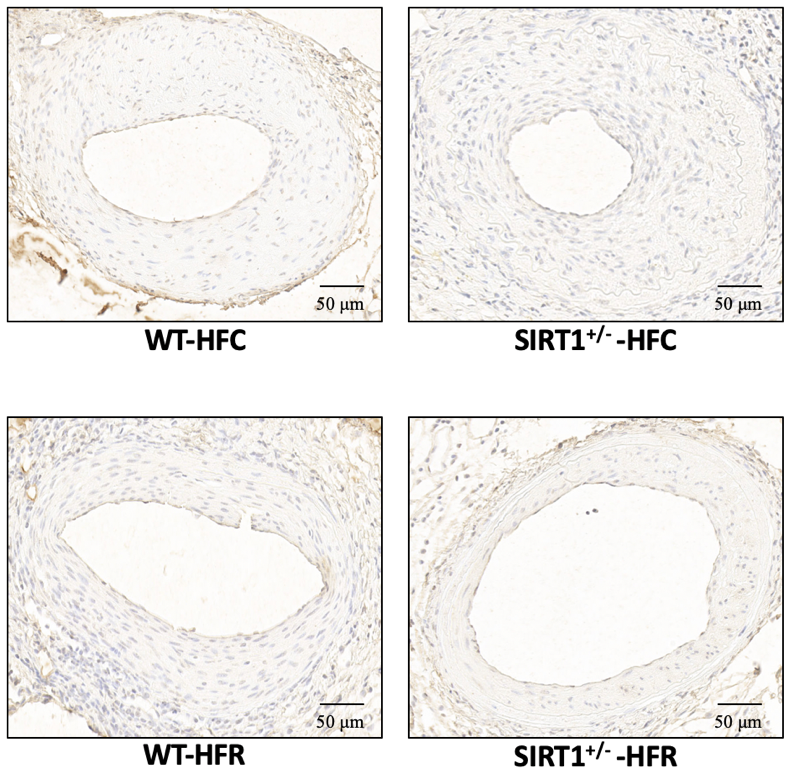 50 μm
50 μm
WT-HFC
SIRT1+/- -HFC
50 μm
50 μm
WT-HFR
SIRT1+/- -HFR